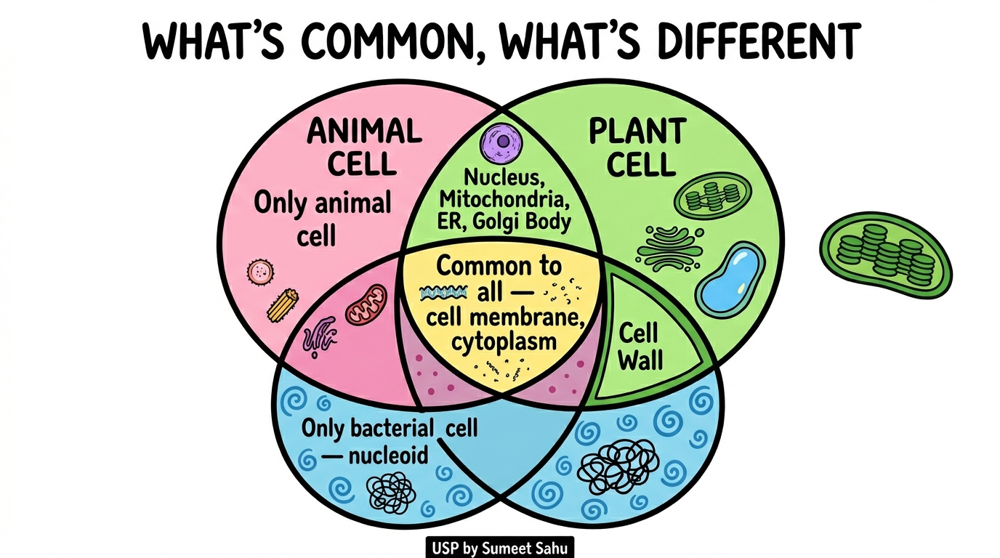 WHAT'S COMMON, WHAT'S DIFFERENT
ANIMAL
CELL
Only animal
cell
Nucleus,
Mitochondria,
ER, Golgi Body
PLANT
CELL
Common to
all —
cell membrane,
cytoplasm
Cell
Wall
Only bacterial cell
— nucleoid
USP by Sumeet Sahu